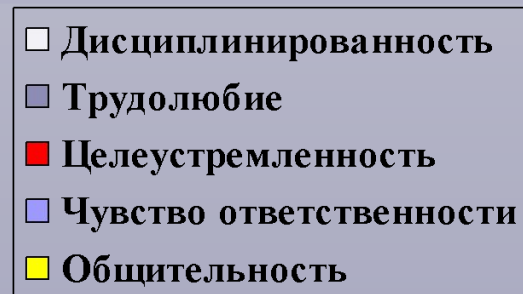 Дисциплинированность
Трудолюбие
Целеустремленность
Чувство ответственности
Общительность